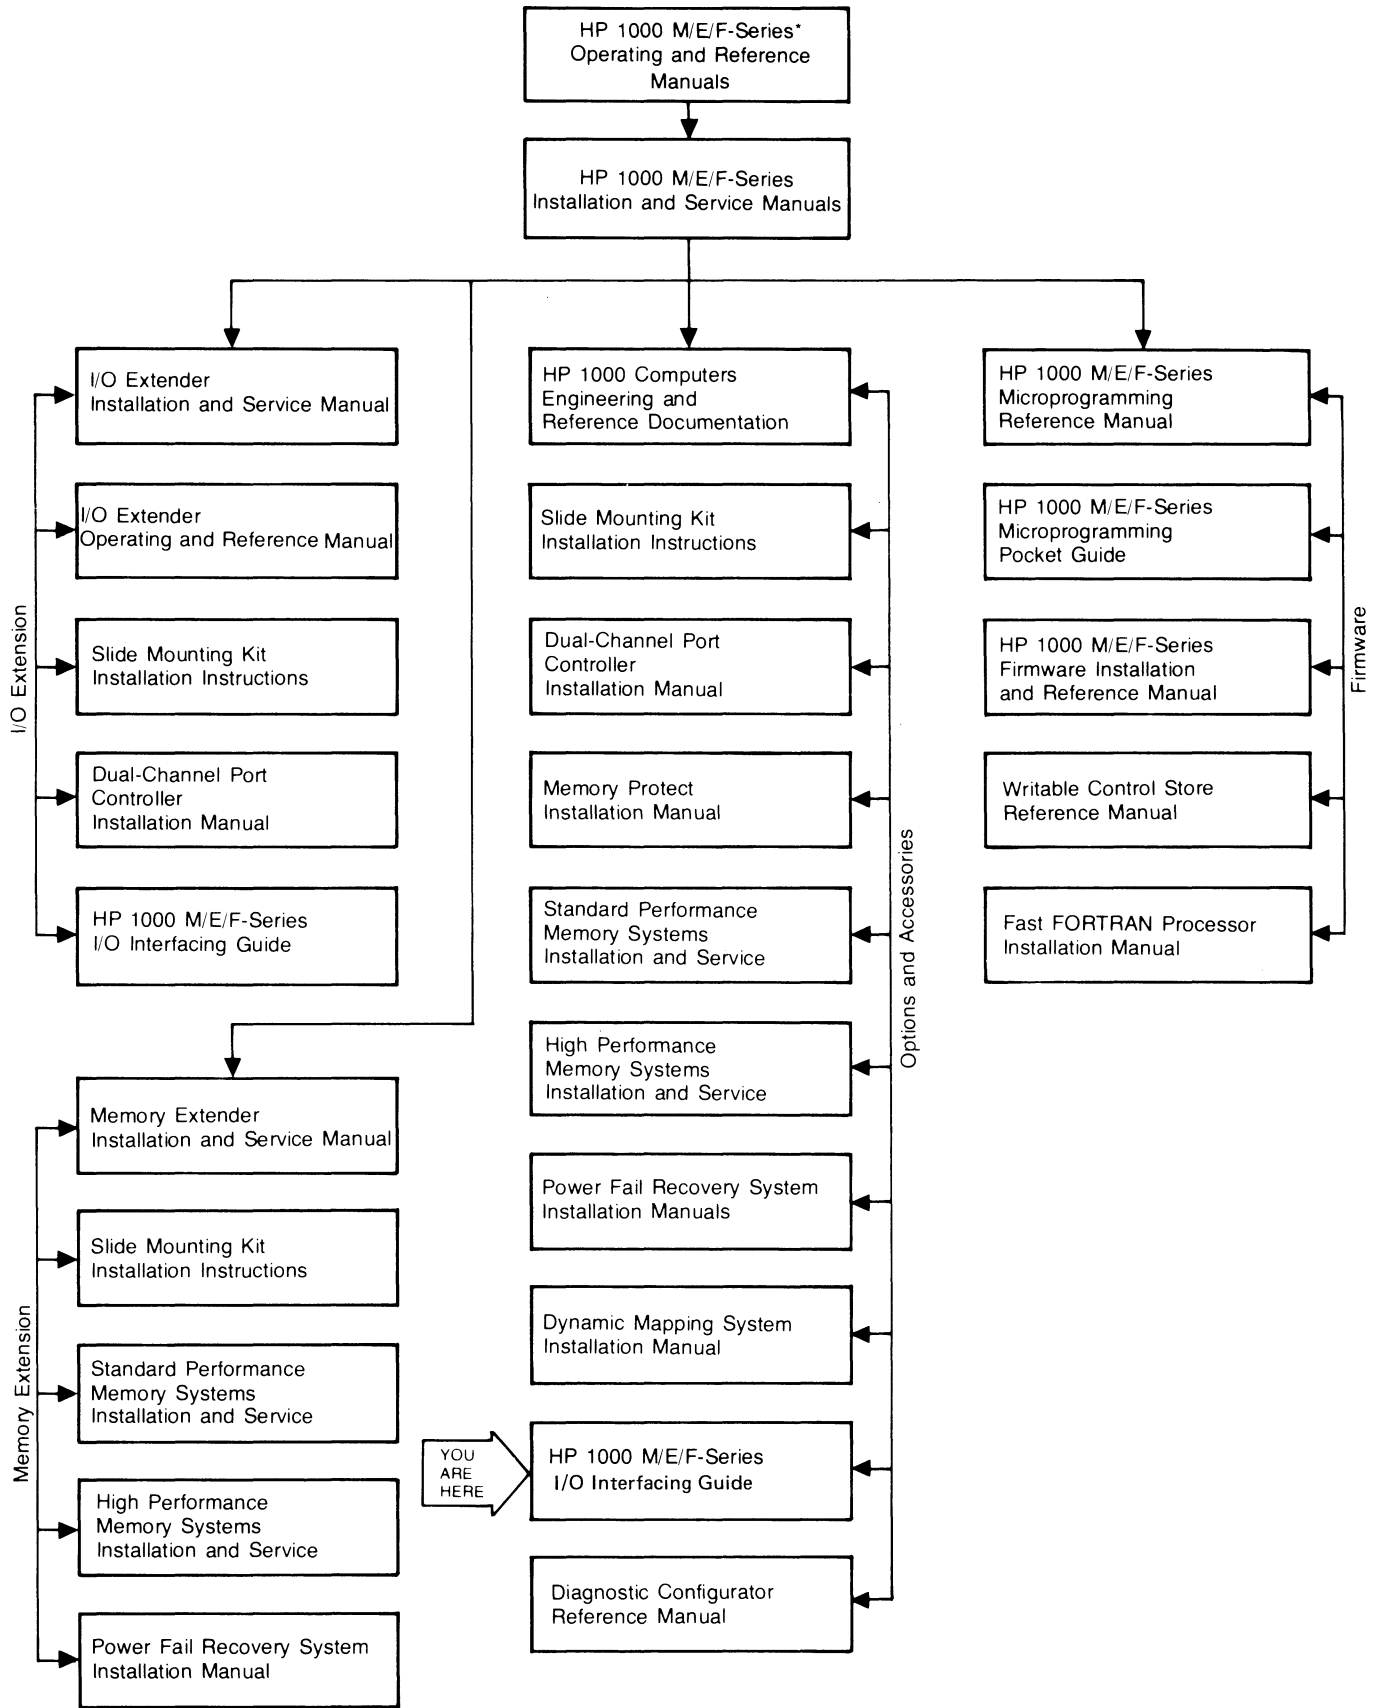 HP 1000 M/E/F-Series*
Operating and Reference
Manuals
HP 1000 M/E/F-Series
Installation and Service Manuals
I/O Extension
I/O Extender
Installation and Service Manual
I/O Extender
Operating and Reference Manual
Slide Mounting Kit
Installation Instructions
Dual-Channel Port
Controller
Installation Manual
HP 1000 M/E/F-Series
I/O Interfacing Guide
Memory Extension
Memory Extender
Installation and Service Manual
Slide Mounting Kit
Installation Instructions
Standard Performance
Memory Systems
Installation and Service
High Performance
Memory Systems
Installation and Service
Power Fail Recovery System
Installation Manual
HP 1000 Computers
Engineering and
Reference Documentation
Slide Mounting Kit
Installation Instructions
Dual-Channel Port
Controller
Installation Manual
Memory Protect
Installation Manual
Standard Performance
Memory Systems
Installation and Service
High Performance
Memory Systems
Installation and Service
Power Fail Recovery System
Installation Manuals
Dynamic Mapping System
Installation Manual
YOU
ARE
HERE
HP 1000 M/E/F-Series
I/O Interfacing Guide
Diagnostic Configurator
Reference Manual
Options and Accessories
HP 1000 M/E/F-Series
Microprogramming
Reference Manual
HP 1000 M/E/F-Series
Microprogramming
Pocket Guide
HP 1000 M/E/F-Series
Firmware Installation
and Reference Manual
Writable Control Store
Reference Manual
Fast FORTRAN Processor
Installation Manual
Firmware